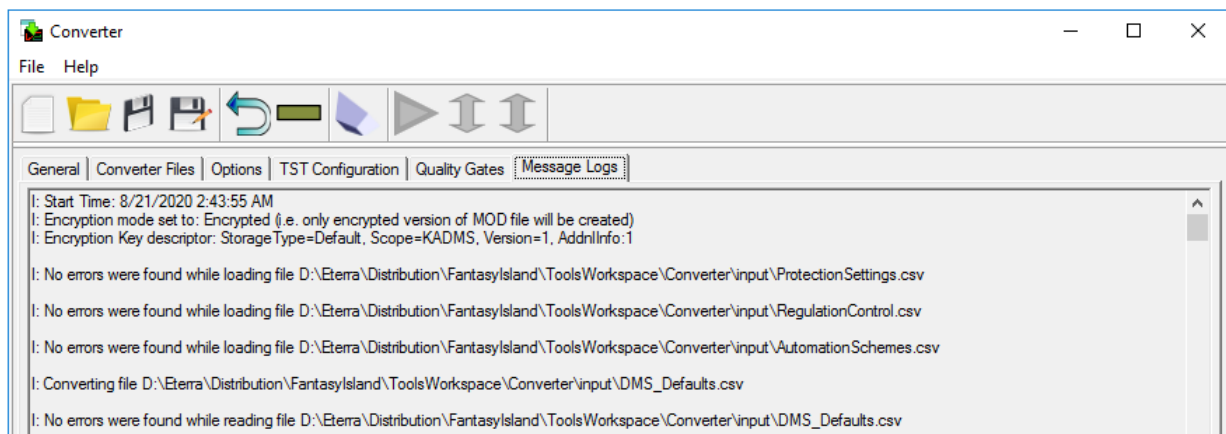 Converter
File Help
General Converter Files Options TST Configuration Quality Gates Message Logs
I: Start Time: 8/21/2020 2:43:55 AM
I: Encryption mode set to: Encrypted (i.e. only encrypted version of MOD file will be created)
I: Encryption Key descriptor: StorageType=Default, Scope=KADMS, Version=1, AddnlInfo:1
I: No errors were found while loading file D:\Eterra\Distribution\FantasyIsland\ToolsWorkspace\Converter\input\ProtectionSettings.csv
I: No errors were found while loading file D:\Eterra\Distribution\FantasyIsland\ToolsWorkspace\Converter\input\RegulationControl.csv
I: No errors were found while loading file D:\Eterra\Distribution\FantasyIsland\ToolsWorkspace\Converter\input\AutomationSchemes.csv
I: Converting file D:\Eterra\Distribution\FantasyIsland\ToolsWorkspace\Converter\input\DMS_Defaults.csv
I: No errors were found while reading file D:\Eterra\Distribution\FantasyIsland\ToolsWorkspace\Converter\input\DMS_Defaults.csv